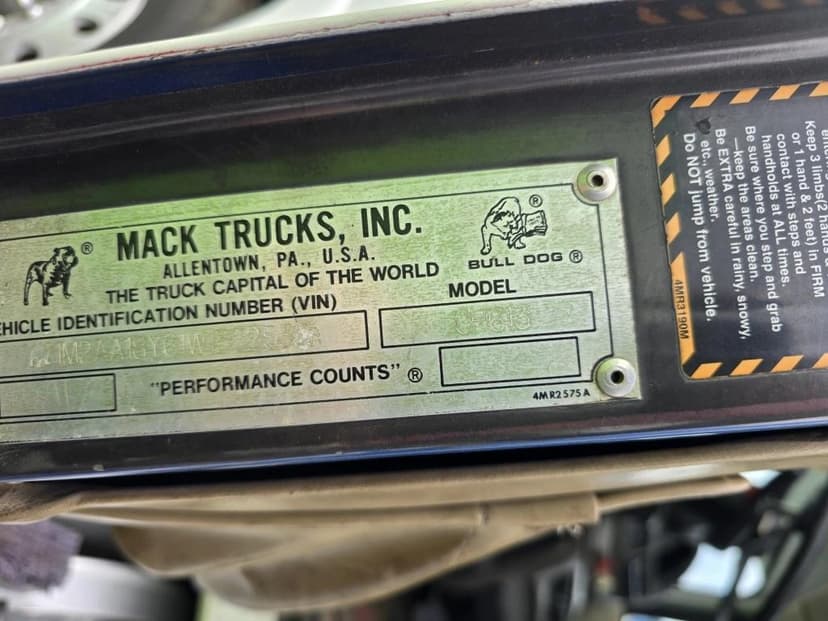 ®
MACK TRUCKS, INC.
ALLENTOWN, PA., U.S.A.
THE TRUCK CAPITAL OF THE WORLD
®
BULL DOG ®
VEHICLE IDENTIFICATION NUMBER (VIN)
MODEL
"PERFORMANCE COUNTS" ®
4MR2575A
Keep 3 limbs(2 hands
or 1 hand & 2 feet) in FIRM
contact with steps and
handholds at ALL times.
Be sure where you step and grab
—keep the areas clean.
Be EXTRA careful in rainy, snowy,
etc., weather.
Do NOT jump from vehicle.
4MR3190M